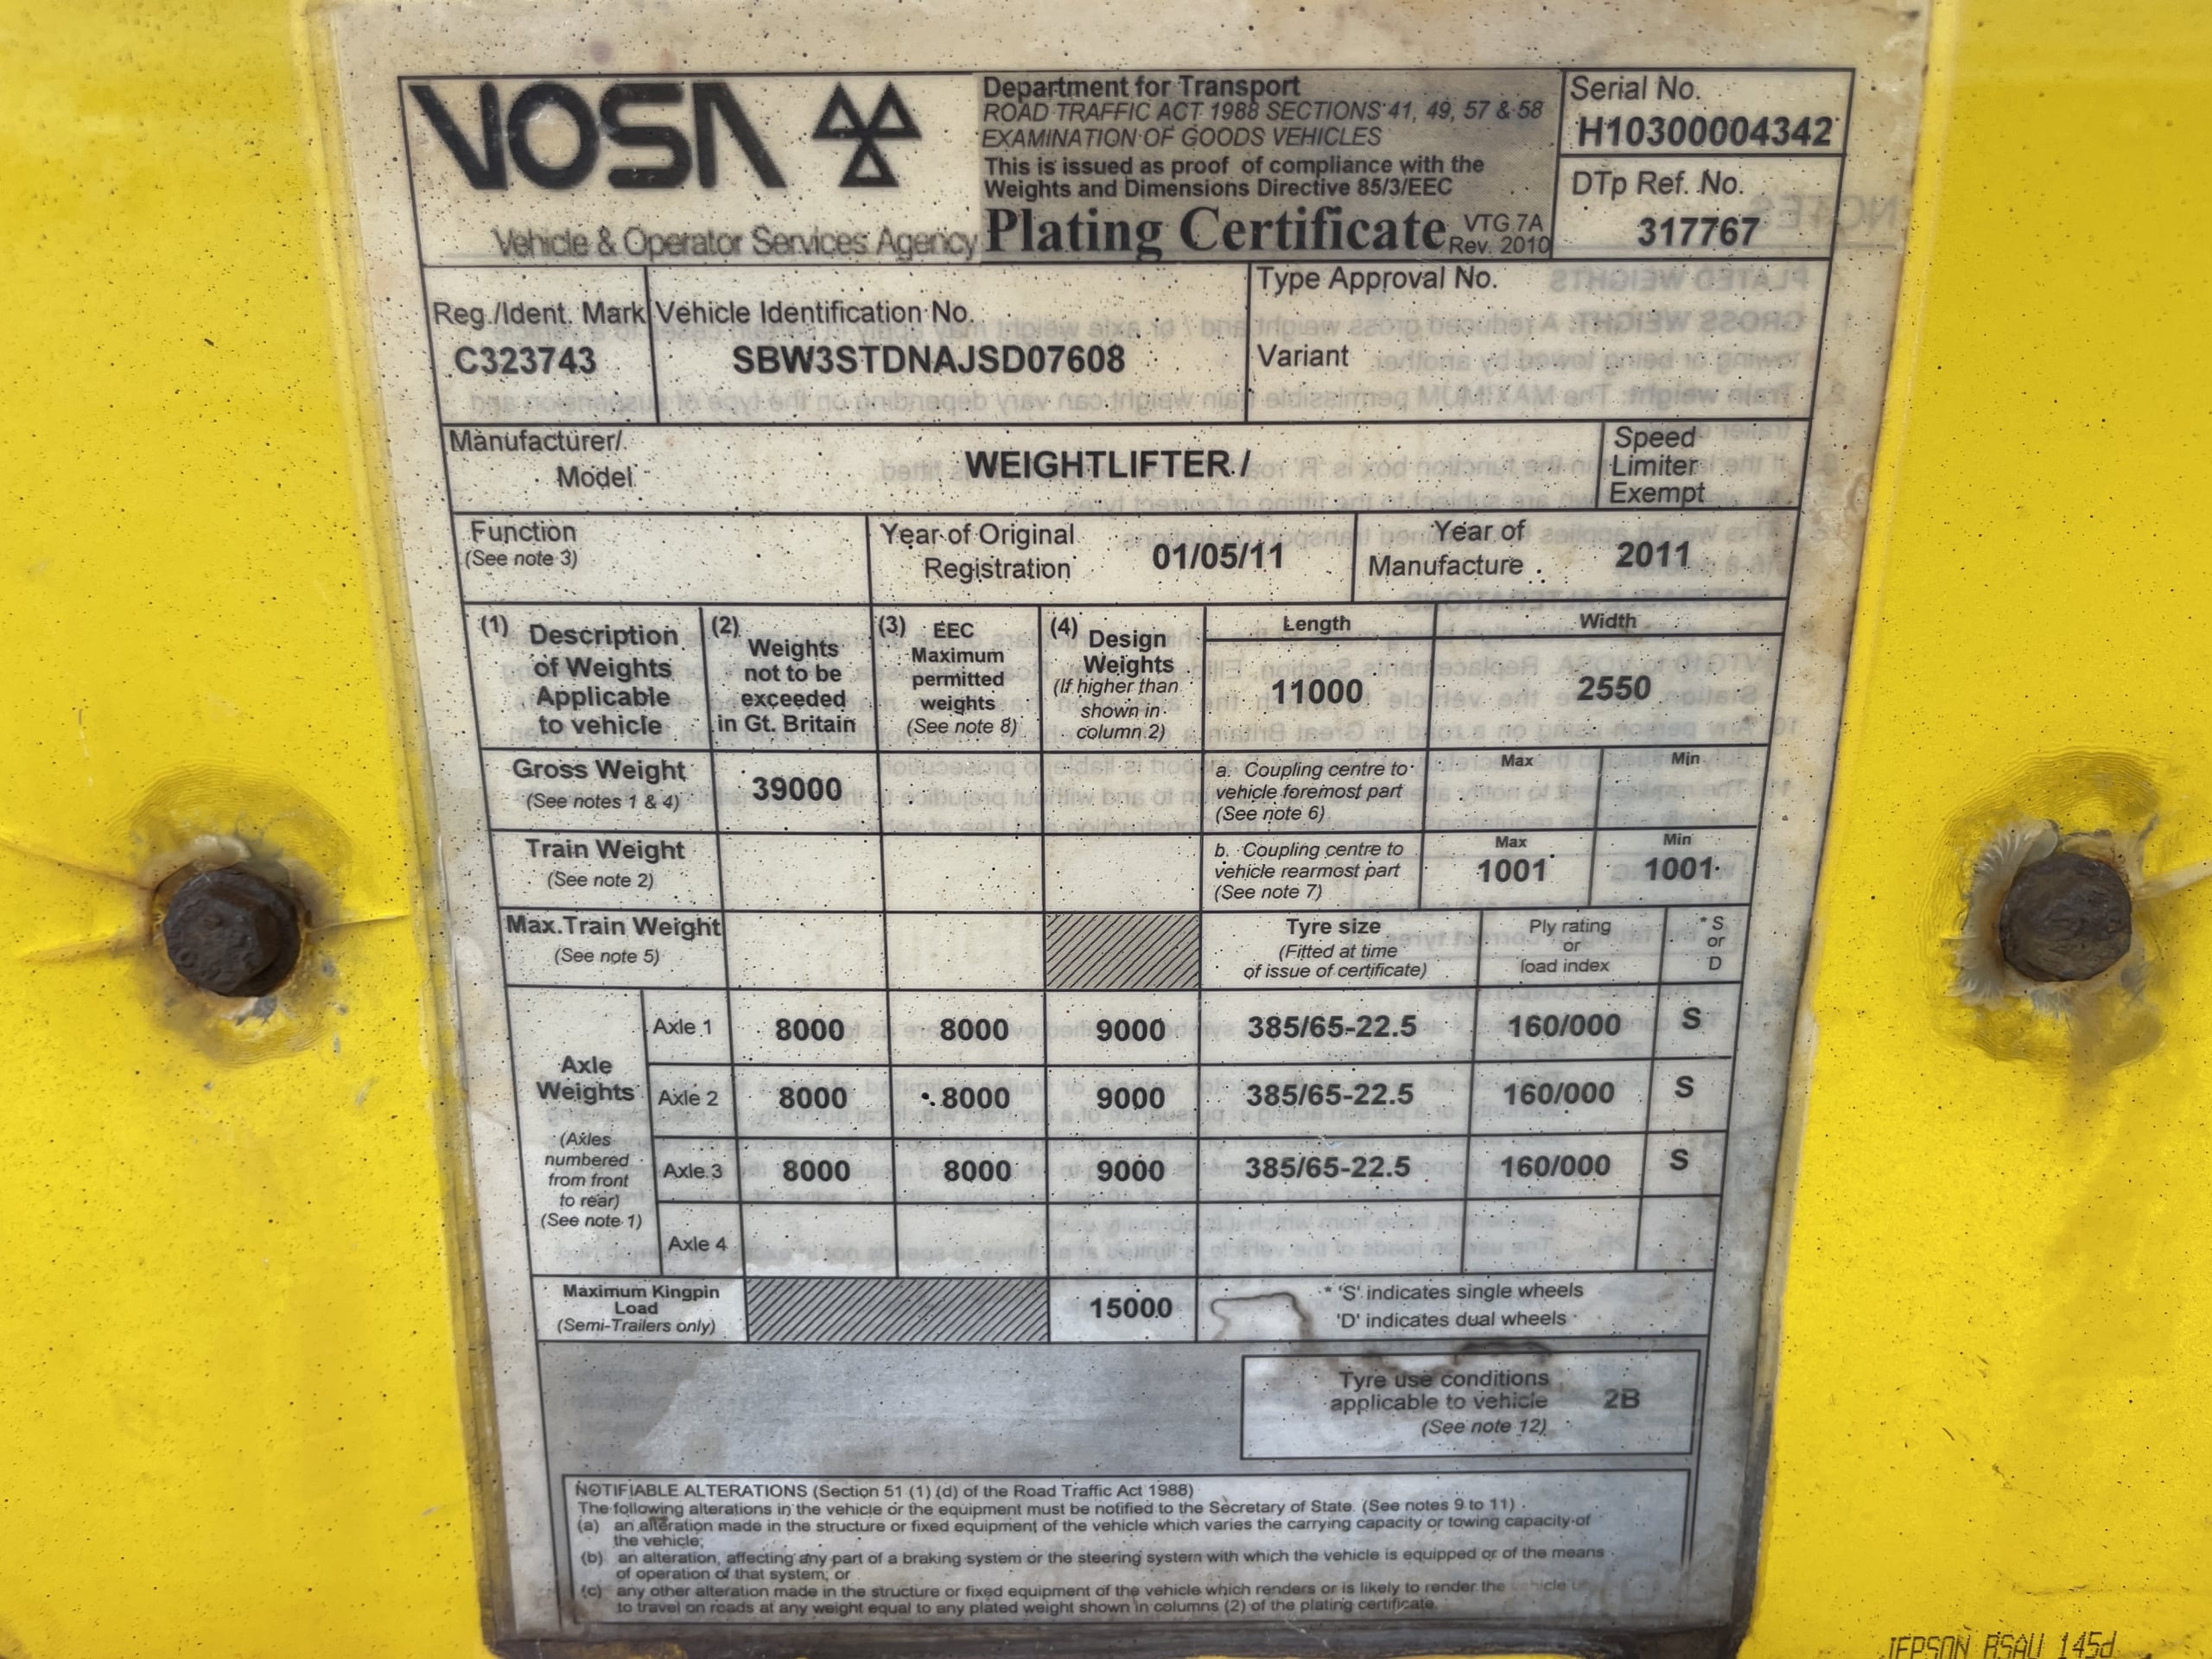 VOSA
Vehicle & Operator Services Agency
Department for Transport
ROAD TRAFFIC ACT 1988 SECTIONS 41, 49, 57 & 58
EXAMINATION OF GOODS VEHICLES
This is issued as proof of compliance with the
Weights and Dimensions Directive 85/3/EEC
Plating Certificate VTG 7A
Rev. 2010
Serial No.
H10300004342
DTp Ref. No.
317767
Reg./Ident. Mark
C323743
Vehicle Identification No.
SBW3STDNAJSD07608
Type Approval No.
Variant
Manufacturer/
Model
WEIGHTLIFTER /
Speed
Limiter
Exempt
Function
(See note 3)
Year of Original
Registration
01/05/11
Year of
Manufacture
2011
(1) Description
of Weights
Applicable
to vehicle
(2) Weights
not to be
exceeded
in Gt. Britain
(3) EEC
Maximum
permitted
weights
(See note 8)
(4) Design
Weights
(If higher than
shown in
column 2)
Length
11000
Width
2550
Gross Weight
(See notes 1 & 4)
39000
a. Coupling centre to
vehicle foremost part
(See note 6)
Max
Min
Train Weight
(See note 2)
b. Coupling centre to
vehicle rearmost part
(See note 7)
Max
1001
Min
1001
Max.Train Weight
(See note 5)
Tyre size
(Fitted at time
of issue of certificate)
Ply rating
or
load index
* S
or
D
Axle
Weights
(Axles
numbered
from front
to rear)
(See note 1)
Axle 1 8000 8000 9000 385/65-22.5 160/000 S
Axle 2 8000 8000 9000 385/65-22.5 160/000 S
Axle 3 8000 8000 9000 385/65-22.5 160/000 S
Axle 4
Maximum Kingpin
Load
(Semi-Trailers only)
15000
* 'S' indicates single wheels
'D' indicates dual wheels
Tyre use conditions
applicable to vehicle
(See note 12)
2B
NOTIFIABLE ALTERATIONS (Section 51 (1) (d) of the Road Traffic Act 1988)
The following alterations in the vehicle or the equipment must be notified to the Secretary of State. (See notes 9 to 11)
(a) an alteration made in the structure or fixed equipment of the vehicle which varies the carrying capacity or towing capacity of
the vehicle;
(b) an alteration, affecting any part of a braking system or the steering system with which the vehicle is equipped or of the means
of operation of that system; or
(c) any other alteration made in the structure or fixed equipment of the vehicle which renders or is likely to render the vehicle
to travel on roads at any weight equal to any plated weight shown in columns (2) of the plating certificate.
JEPSON BSAU 145d